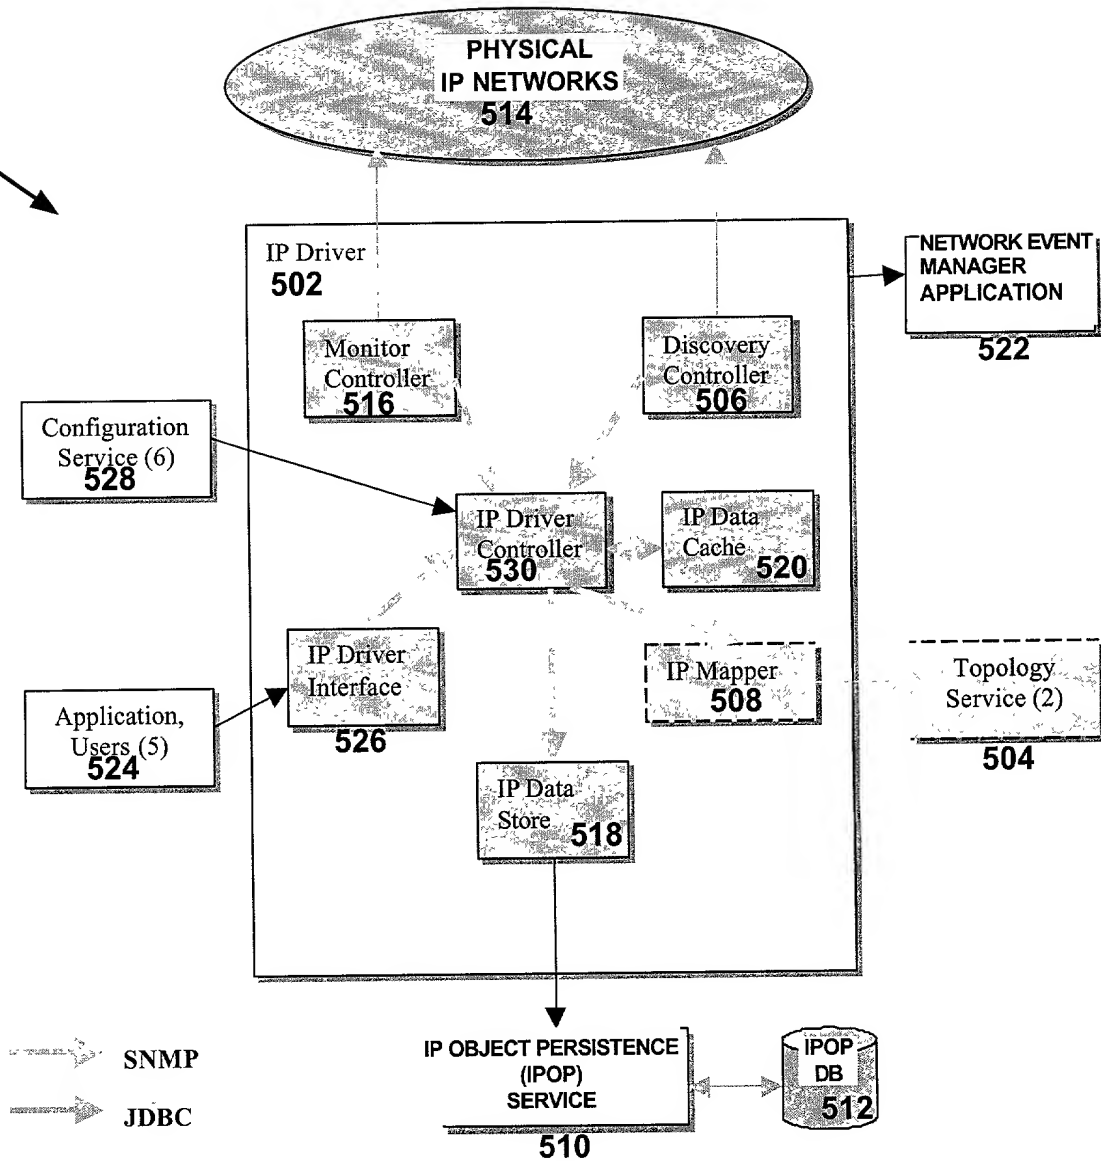 PHYSICAL
IP NETWORKS
514
IP Driver
502
NETWORK EVENT
MANAGER
APPLICATION
522
Monitor
Controller
516
Discovery
Controller
506
Configuration
Service (6)
528
IP Driver
Controller
530
IP Data
Cache
520
IP Driver
Interface
526
IP Mapper
508
Topology
Service (2)
504
Application,
Users (5)
524
IP Data
Store
518
SNMP
JDBC
IP OBJECT PERSISTENCE
(IPOP)
SERVICE
510
IPOP
DB
512